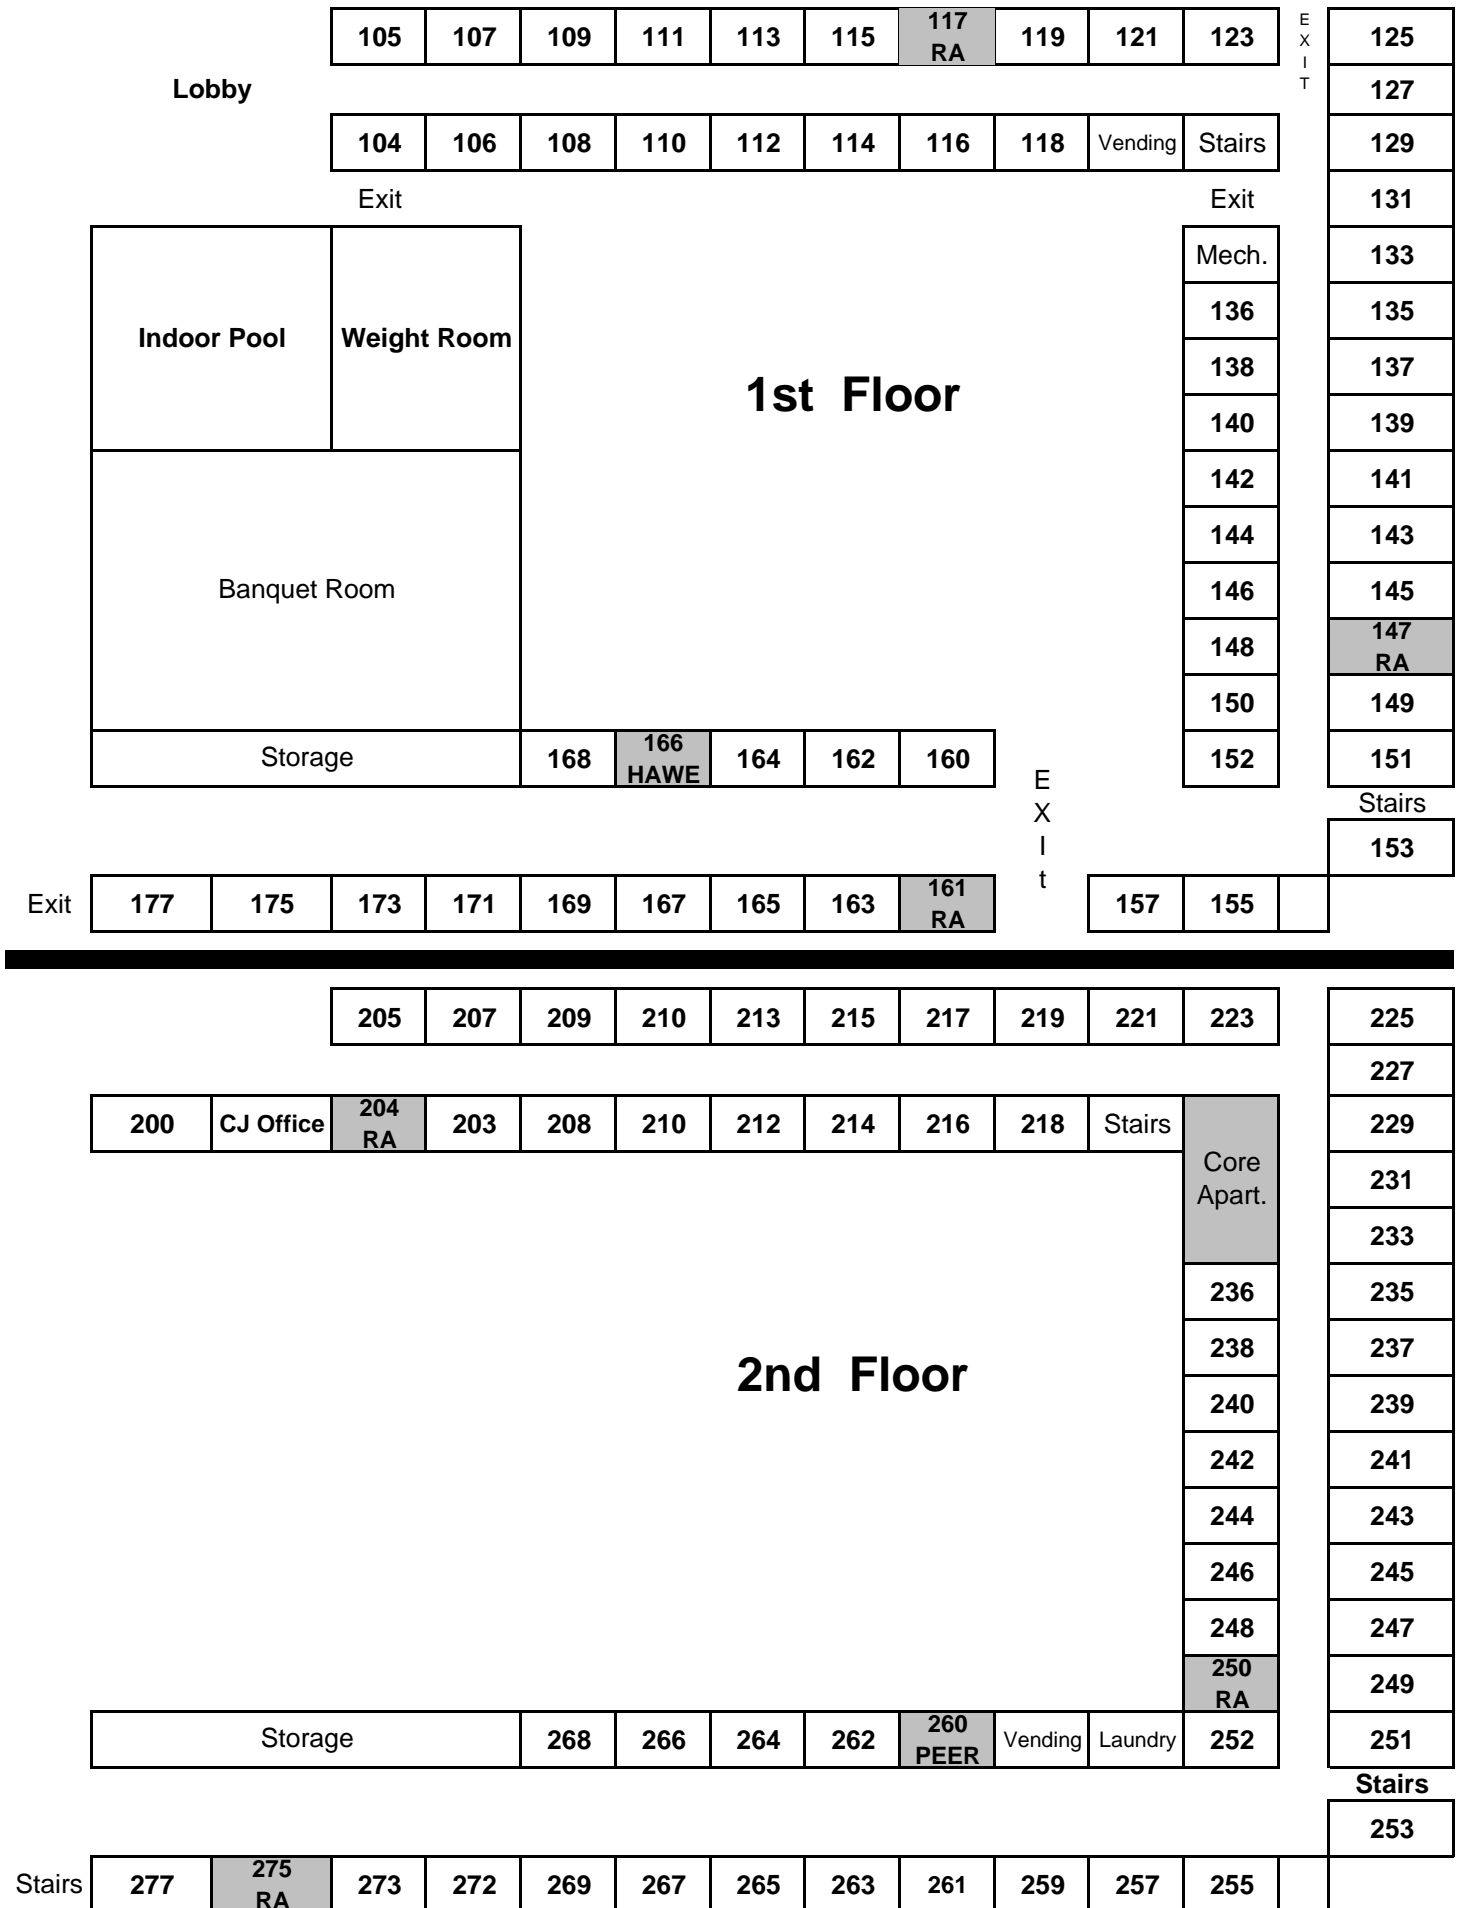 105 107 109 111 113 115 117 RA 119 121 123 EXIT 125
Lobby 127
104 106 108 110 112 114 116 118 Vending Stairs 129
Exit Exit 131
Mech. 133
136 135
Indoor Pool Weight Room
138 137
1st Floor
140 139
142 141
144 143
Banquet Room 146 145
148 147 RA
150 149
Storage 168 166 HAWE 164 162 160 152 151
EXIt
Stairs
153
Exit 177 175 173 171 169 167 165 163 161 RA 157 155
205 207 209 210 213 215 217 219 221 223 225
227
200 CJ Office 204 RA 203 208 210 212 214 216 218 Stairs 229
Core Apart. 231
233
236 235
238 237
2nd Floor
240 239
242 241
244 243
246 245
248 247
250 RA 249
Storage 268 266 264 262 260 PEER Vending Laundry 252 251
Stairs
253
Stairs 277 275 RA 273 272 269 267 265 263 261 259 257 255